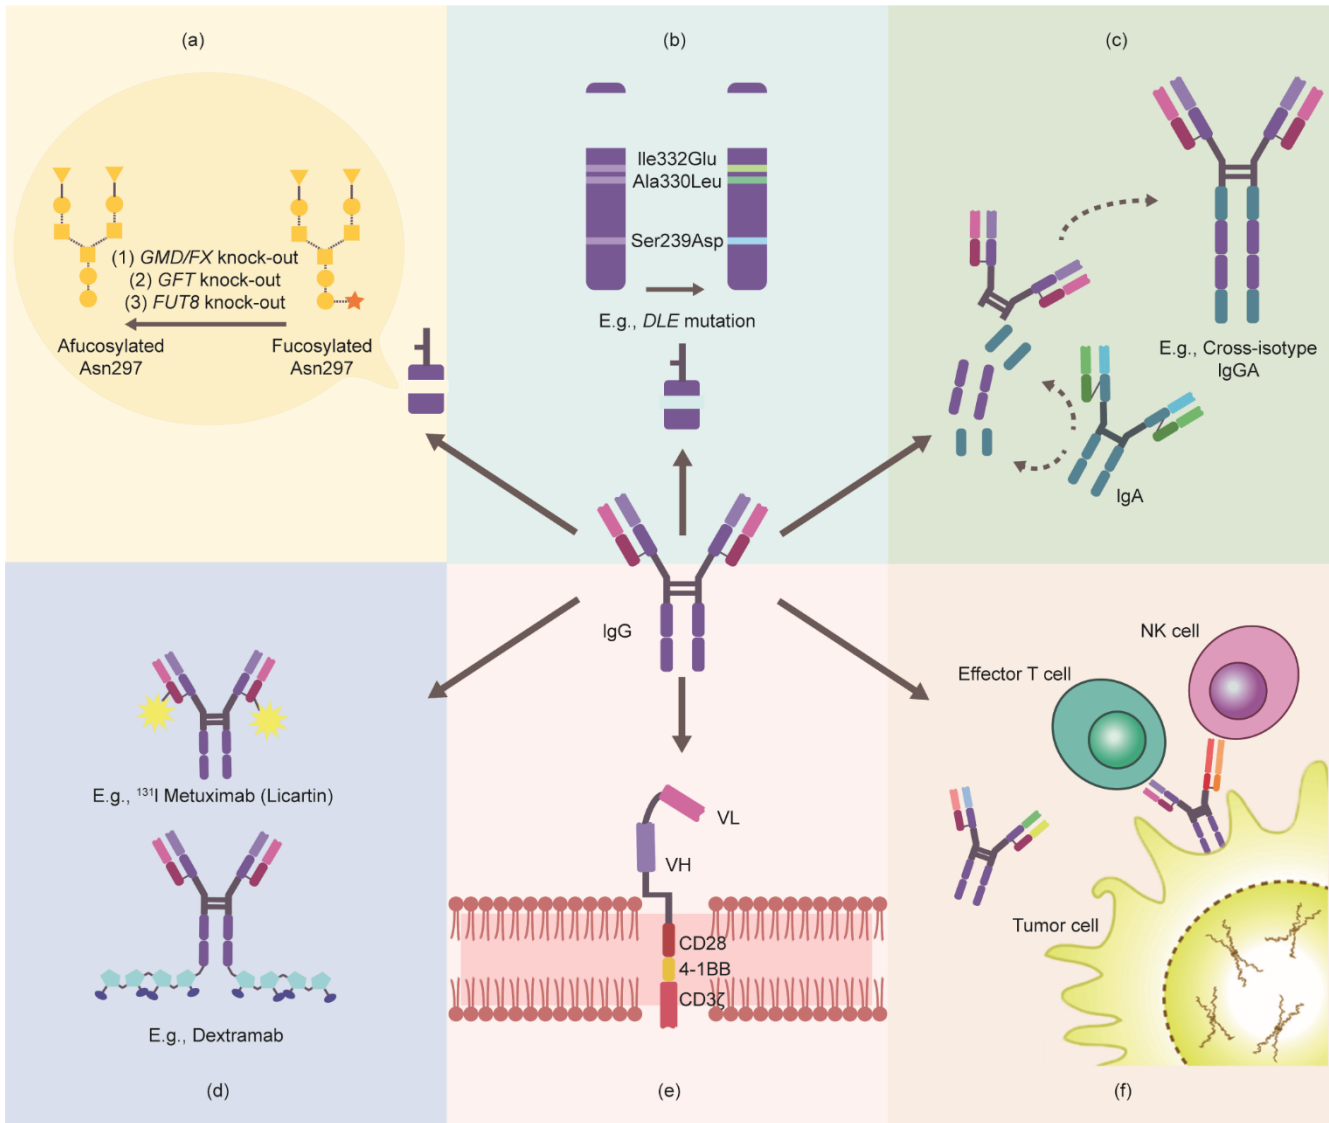 (a)
(1) GMD/FX knock-out
(2) GFT knock-out
(3) FUT8 knock-out
Afucosylated
Asn297
Fucosylated
Asn297
(b)
Ile332Glu
Ala330Leu
Ser239Asp
E.g., DLE mutation
(c)
E.g., Cross-isotype
IgGA
IgA
IgG
E.g., ¹³¹I Metuximab (Licartin)
E.g., Dextramab
(d)
VL
VH
CD28
4-1BB
CD3ζ
(e)
NK cell
Effector T cell
Tumor cell
(f)